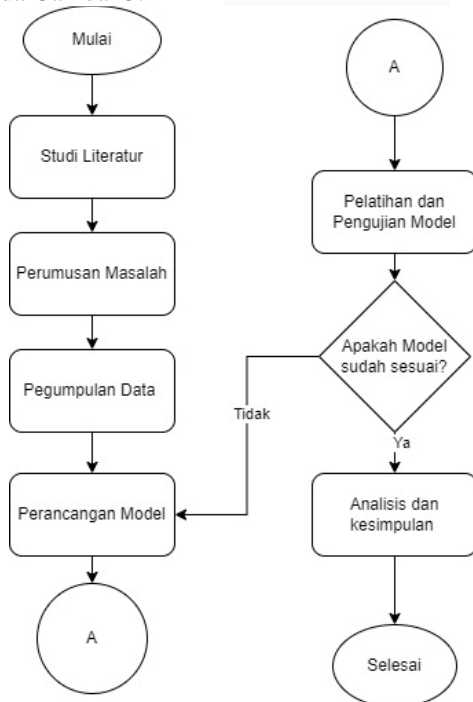 Mulai
Studi Literatur
Perumusan Masalah
Pegumpulan Data
Perancangan Model
A
A
Pelatihan dan
Pengujian Model
Apakah Model
sudah sesuai?
Tidak
Ya
Analisis dan
kesimpulan
Selesai